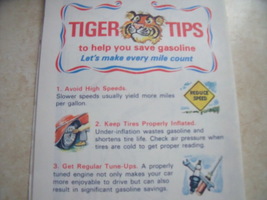 TIGER TIPS
to help you save gasoline
Let's make every mile count
1. Avoid High Speeds.
Slower speeds usually yield more miles
per gallon.
REDUCE
SPEED
2. Keep Tires Properly Inflated.
Under-inflation wastes gasoline and
shortens tire life. Check air pressure when
tires are cold to get proper reading.
3. Get Regular Tune-Ups. A properly
tuned engine not only makes your car
more enjoyable to drive but can also
result in significant gasoline savings.